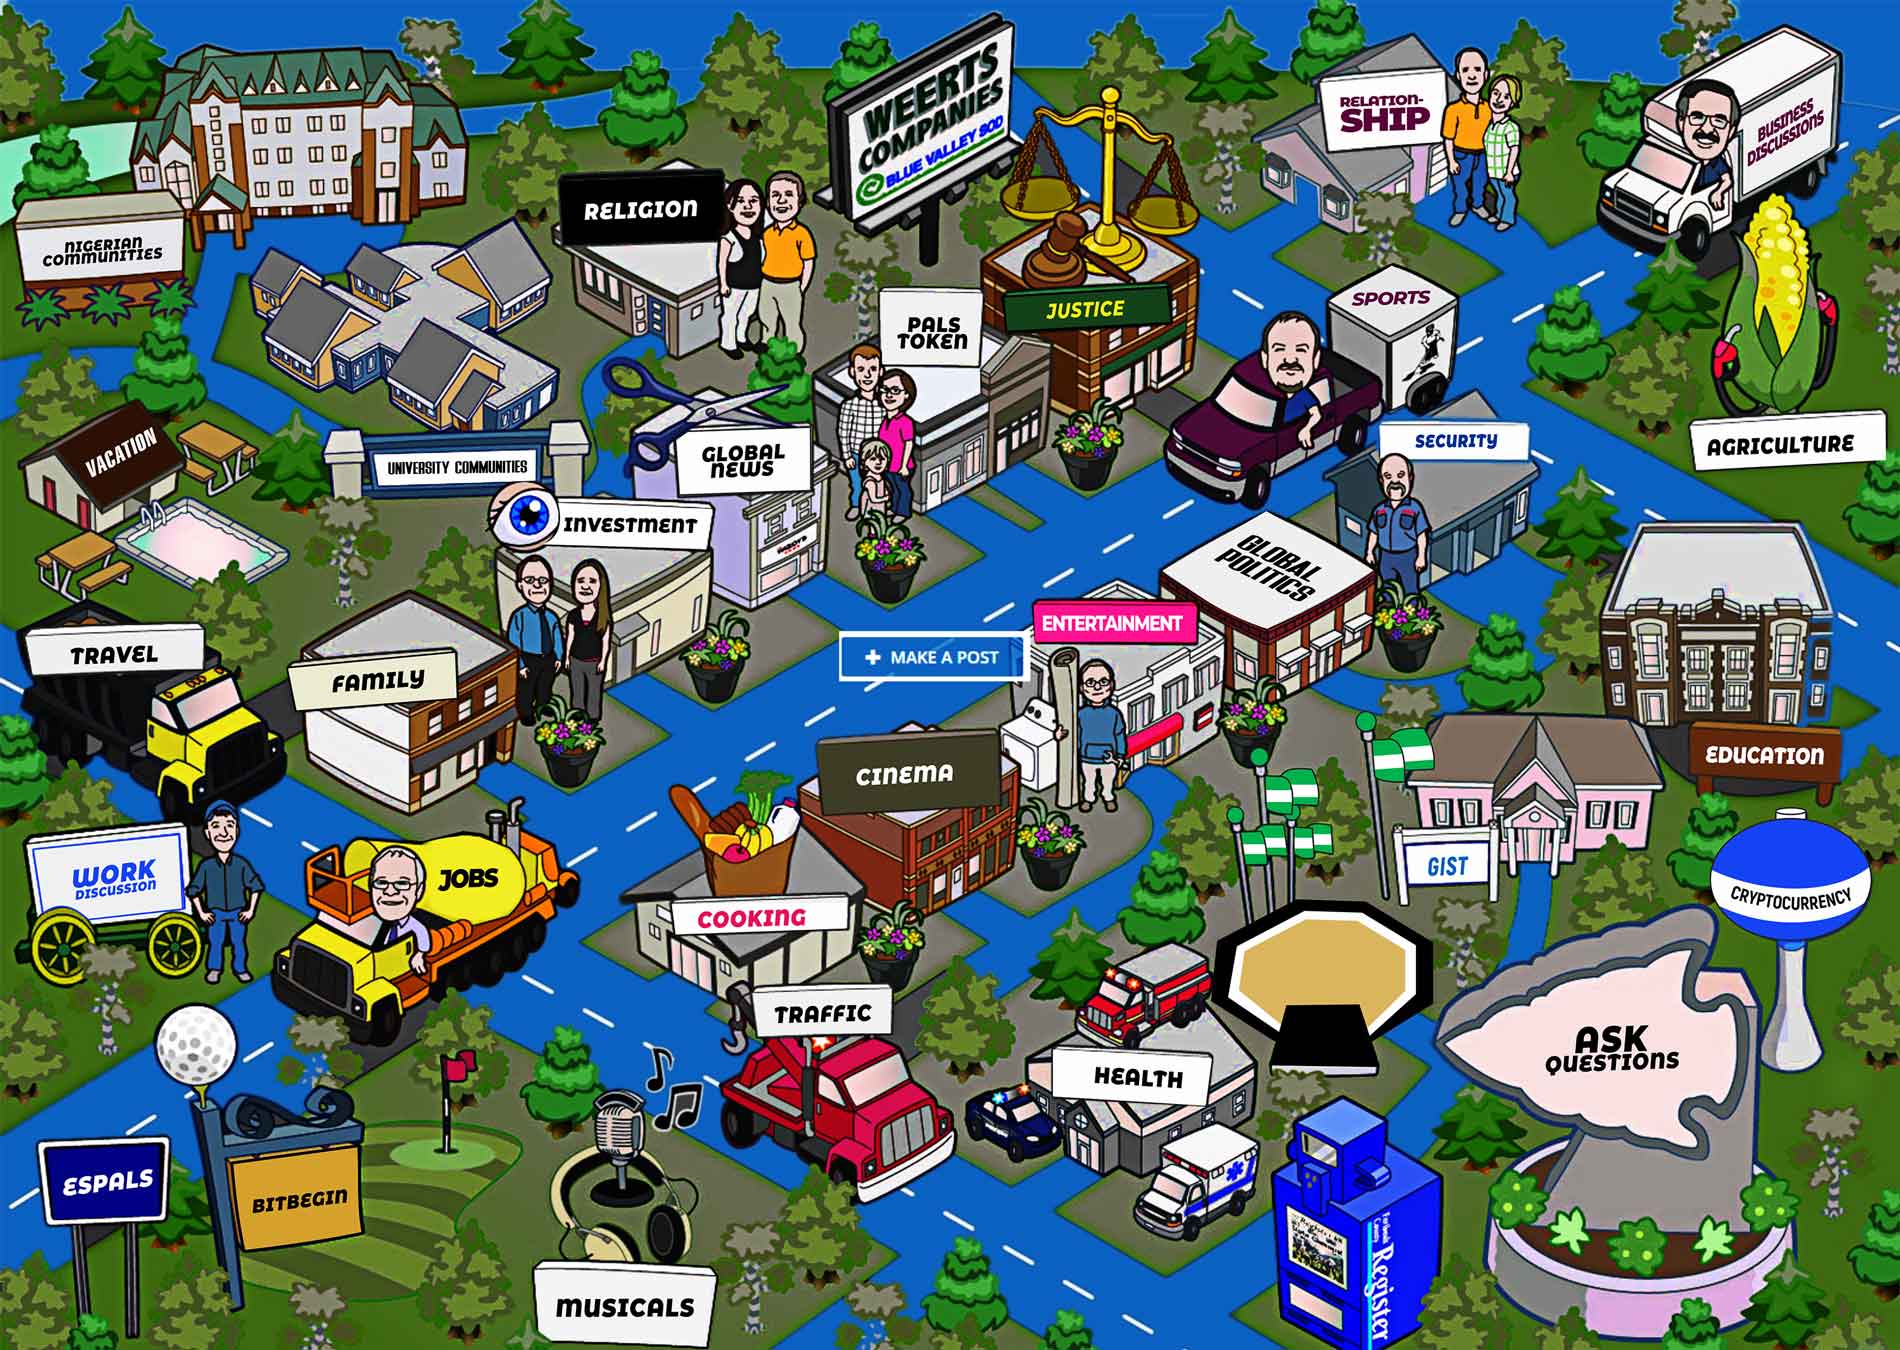 WEERTS
COMPANIES
BLUE VALLEY SOD
RELATION-
SHIP
BUSINESS
DISCUSSIONS
RELIGION
NIGERIAN
COMMUNITIES
JUSTICE
SPORTS
PALS
TOKEN
AGRICULTURE
SECURITY
VACATION
UNIVERSITY COMMUNITIES
GLOBAL
NEWS
INVESTMENT
GLOBAL
POLITICS
ENTERTAINMENT
+ MAKE A POST
TRAVEL
FAMILY
EDUCATION
CINEMA
GIST
WORK
DISCUSSION
JOBS
CRYPTOCURRENCY
COOKING
TRAFFIC
ASK
QUESTIONS
HEALTH
ESPALS
BITBEGIN
Register
MUSICALS